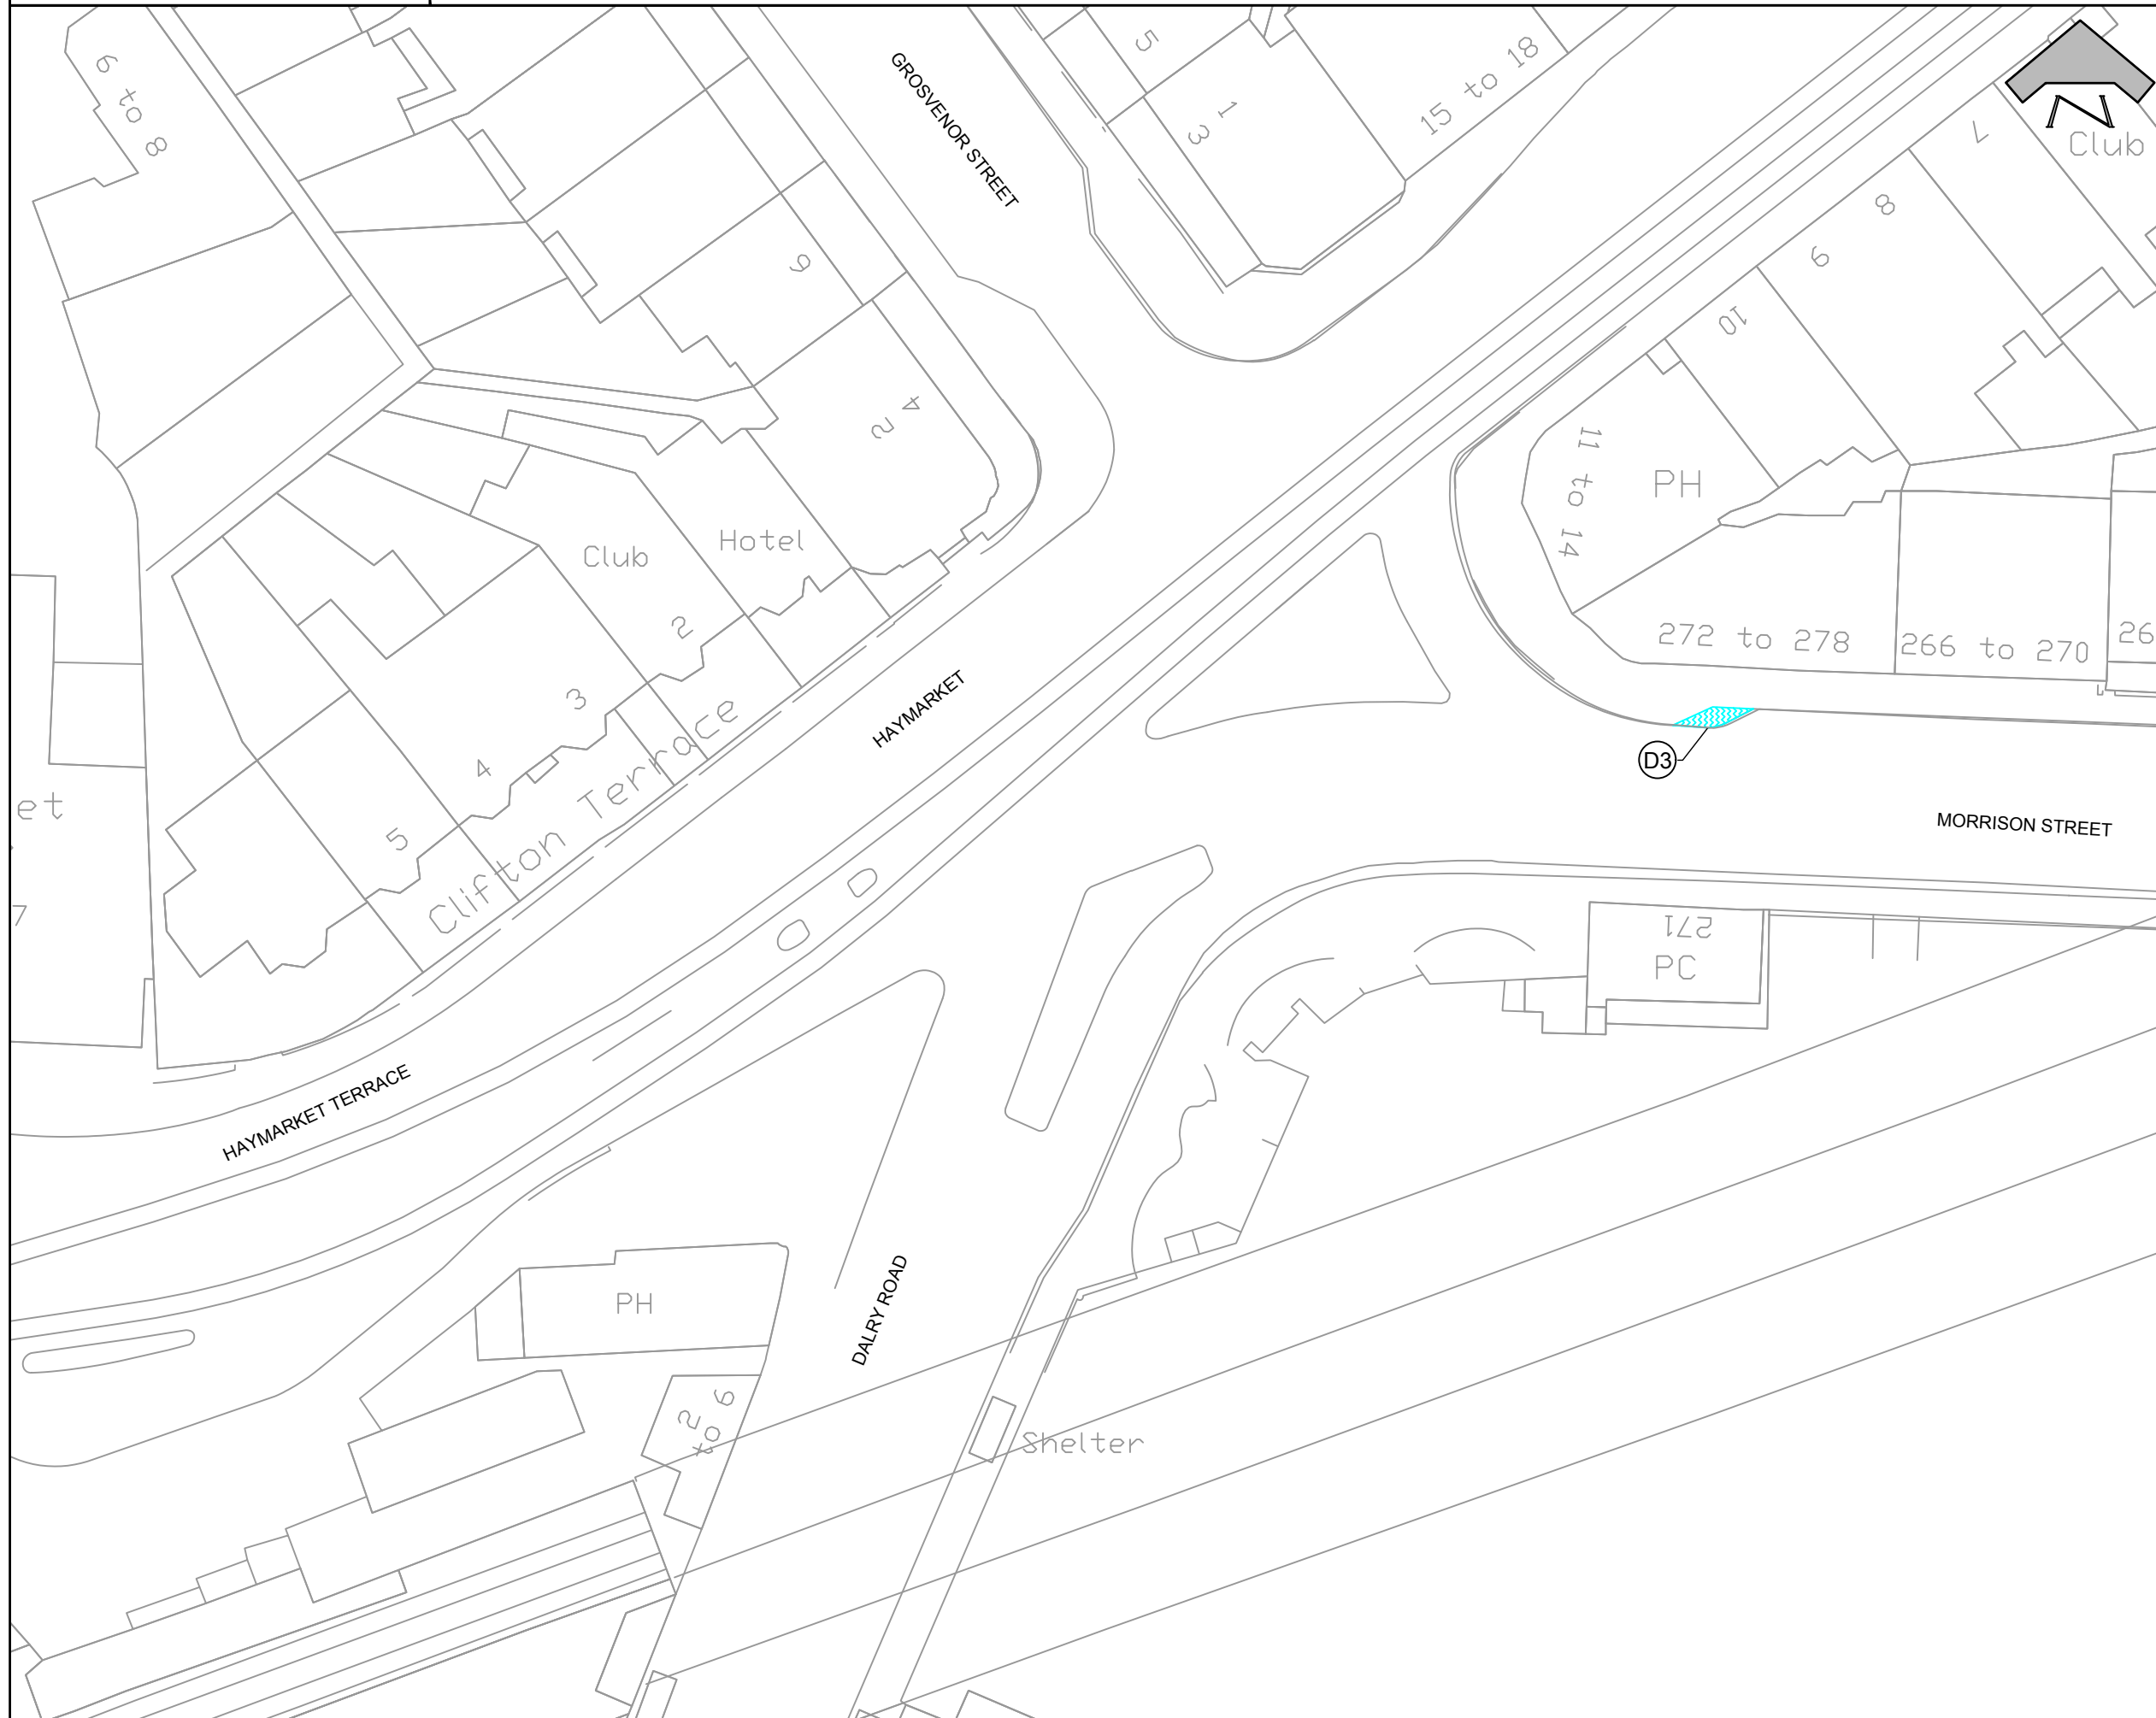 6 to 8
GROSVENOR STREET
5
1
3
15 to 18
7
Club
8
9
10
11 to 14
PH
9
4
2
Hotel
Club
2
3
4
5
Clifton Terrace
HAYMARKET
272 to 278
266 to 270
26
D3
MORRISON STREET
et
7
271
PC
HAYMARKET TERRACE
PH
DALRY ROAD
2 to 6
Shelter
N